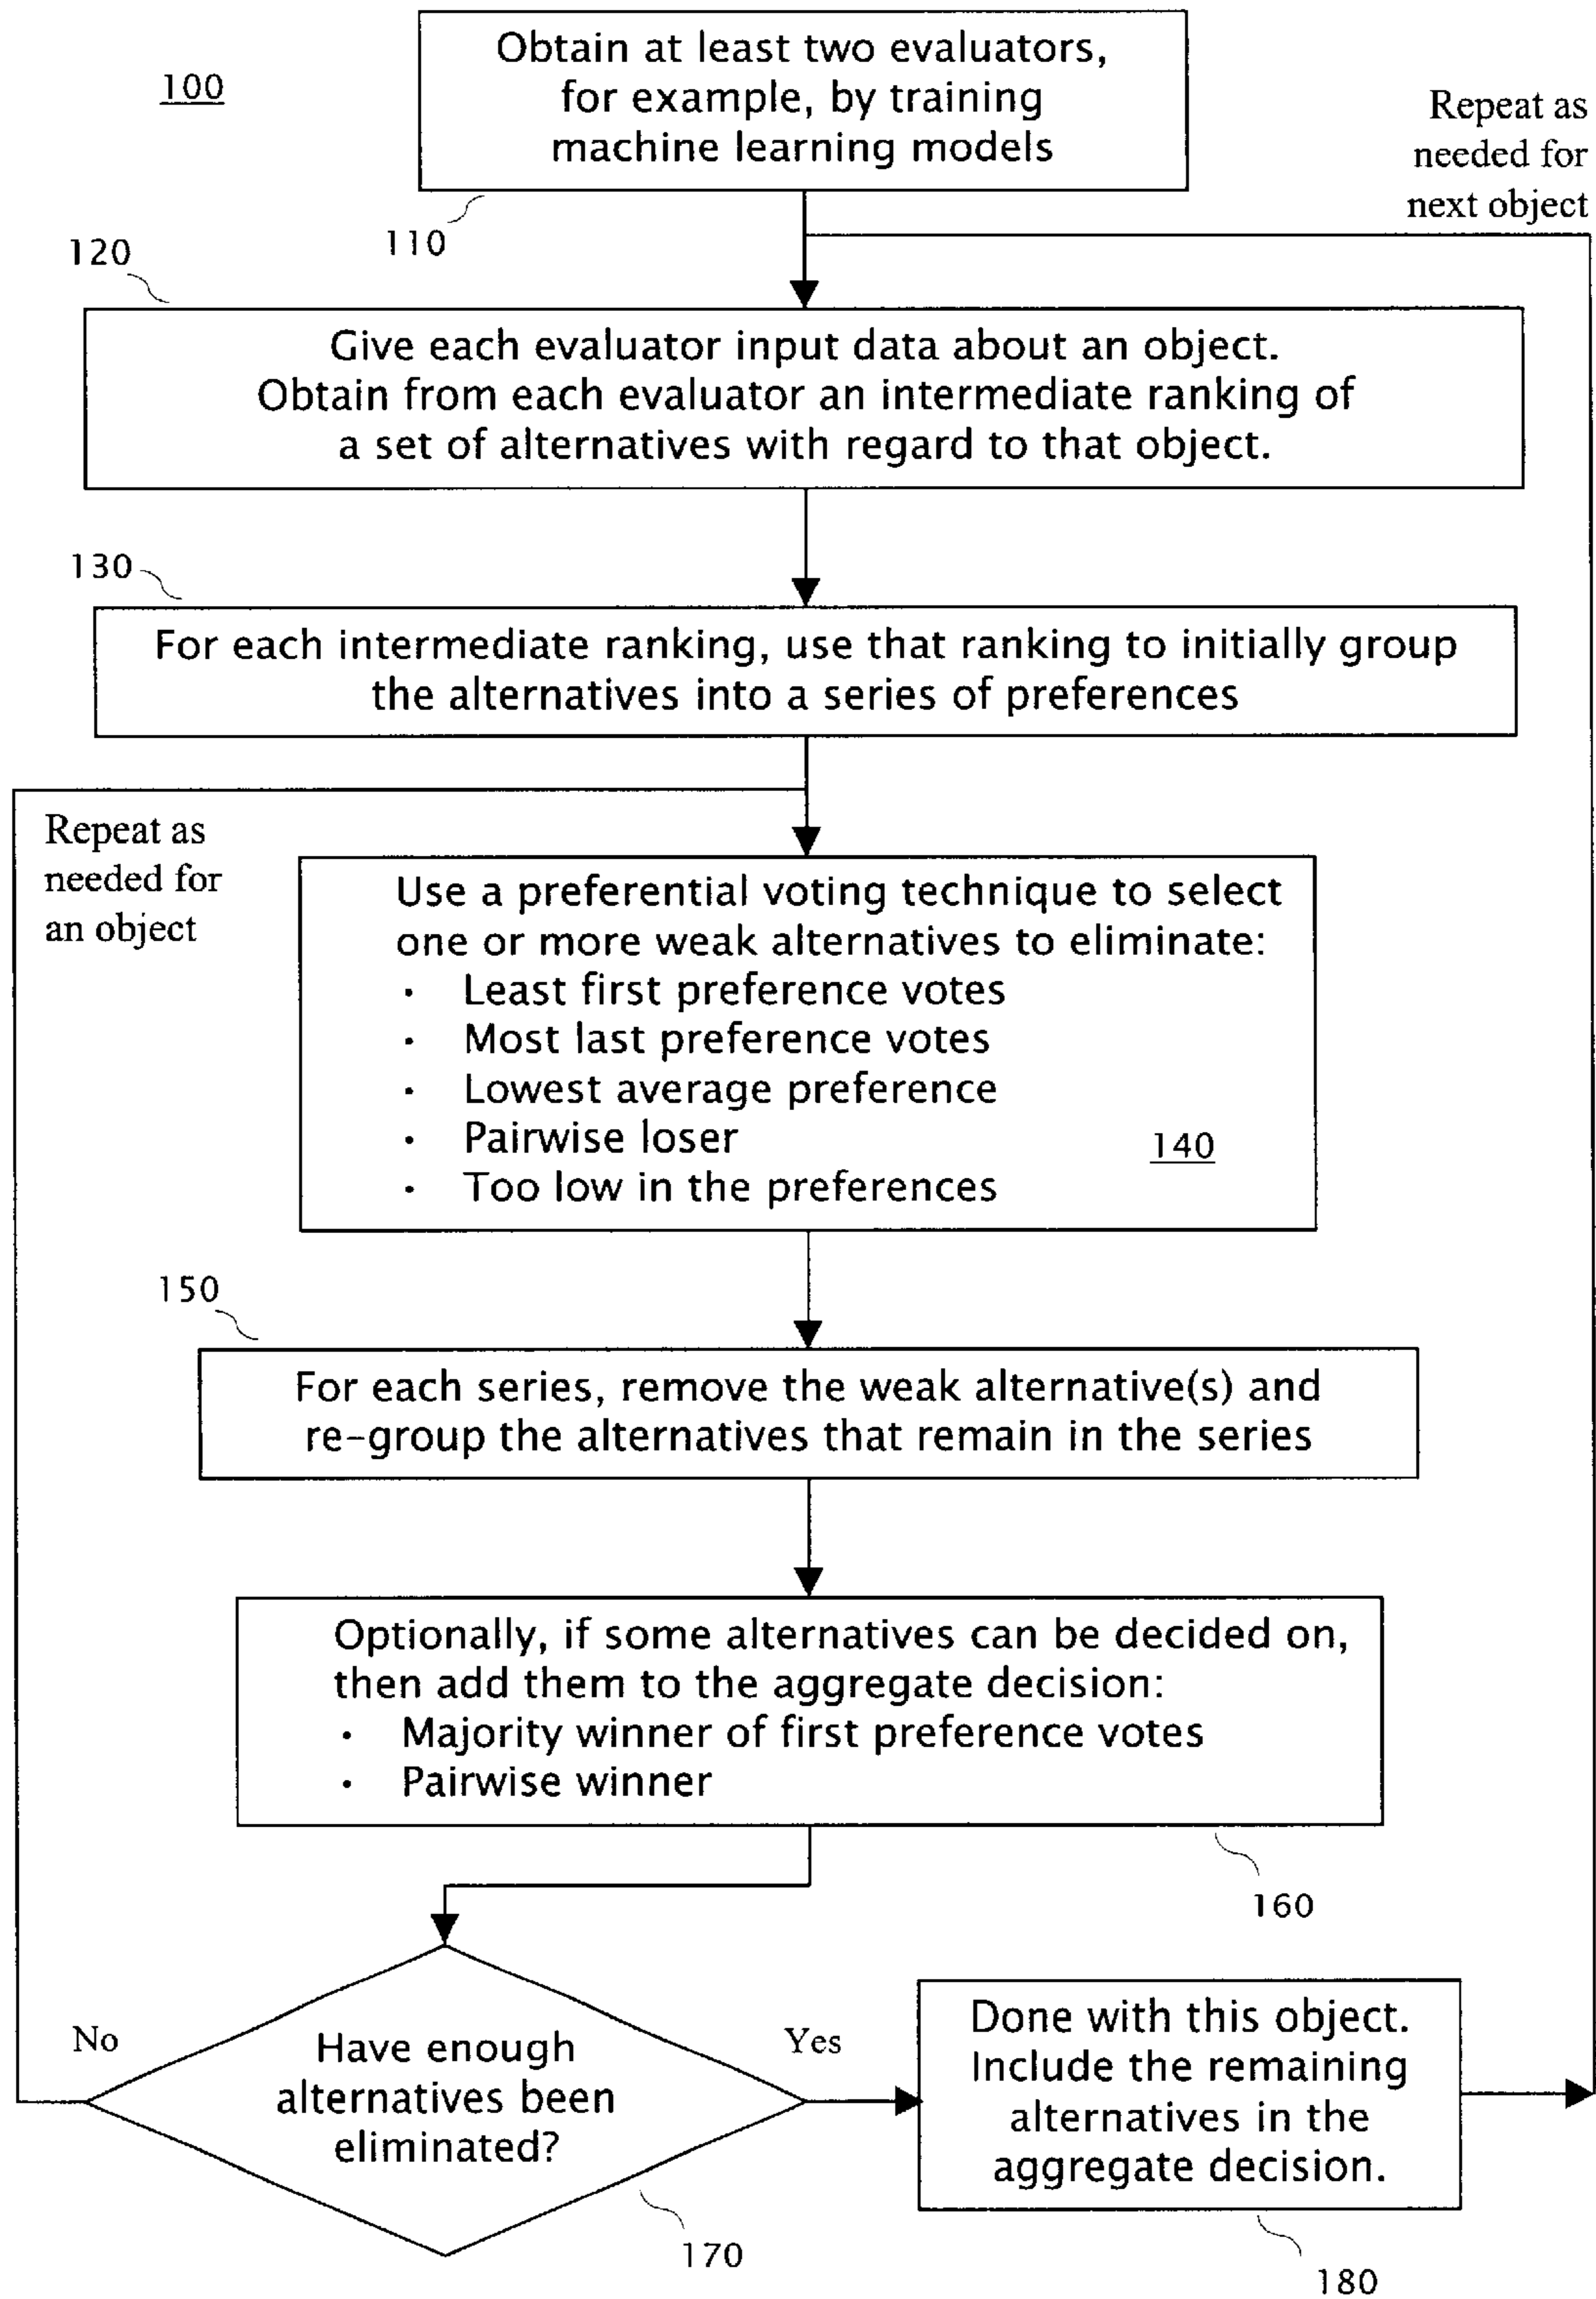 100
Obtain at least two evaluators,
for example, by training
machine learning models
110
Repeat as
needed for
next object
120
Give each evaluator input data about an object.
Obtain from each evaluator an intermediate ranking of
a set of alternatives with regard to that object.
130
For each intermediate ranking, use that ranking to initially group
the alternatives into a series of preferences
Repeat as
needed for
an object
Use a preferential voting technique to select
one or more weak alternatives to eliminate:
· Least first preference votes
· Most last preference votes
· Lowest average preference
· Pairwise loser
140
· Too low in the preferences
150
For each series, remove the weak alternative(s) and
re-group the alternatives that remain in the series
Optionally, if some alternatives can be decided on,
then add them to the aggregate decision:
· Majority winner of first preference votes
· Pairwise winner
160
No
Have enough
alternatives been
eliminated?
Yes
170
Done with this object.
Include the remaining
alternatives in the
aggregate decision.
180